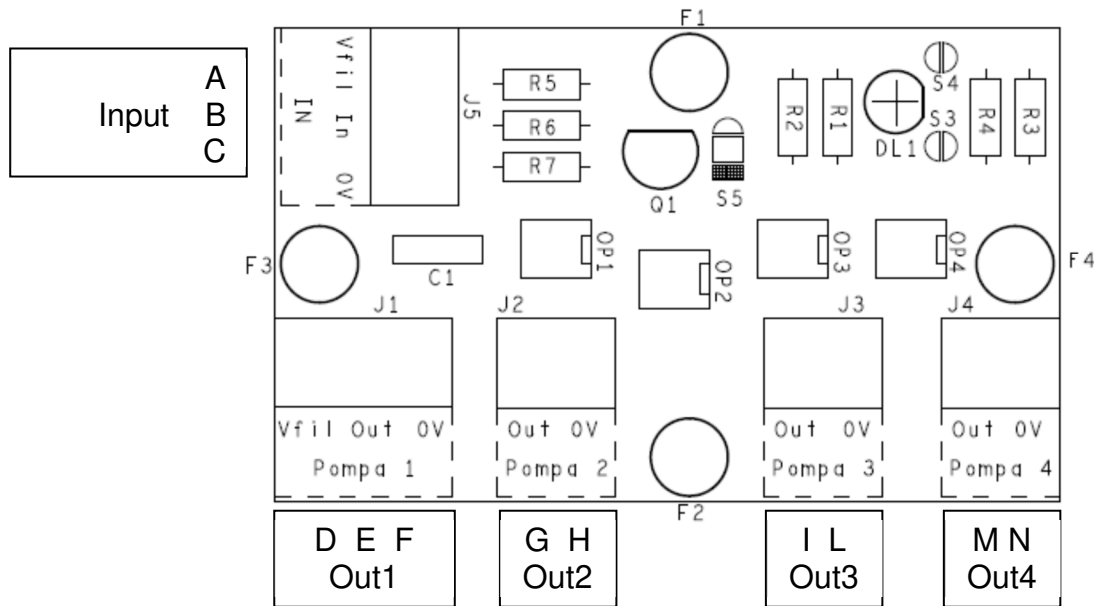 F1
A
Input B
C
Vfil In 0V
IN
J5
R5
R6
R7
Q1
S5
R2
R1
DL1
S4
S3
R4
R3
F3
C1
OP1
OP2
OP3
OP4
F4
J1
J2
J3
J4
Vfil Out 0V
Pompa 1
Out 0V
Pompa 2
Out 0V
Pompa 3
Out 0V
Pompa 4
F2
D E F
Out1
G H
Out2
I L
Out3
M N
Out4